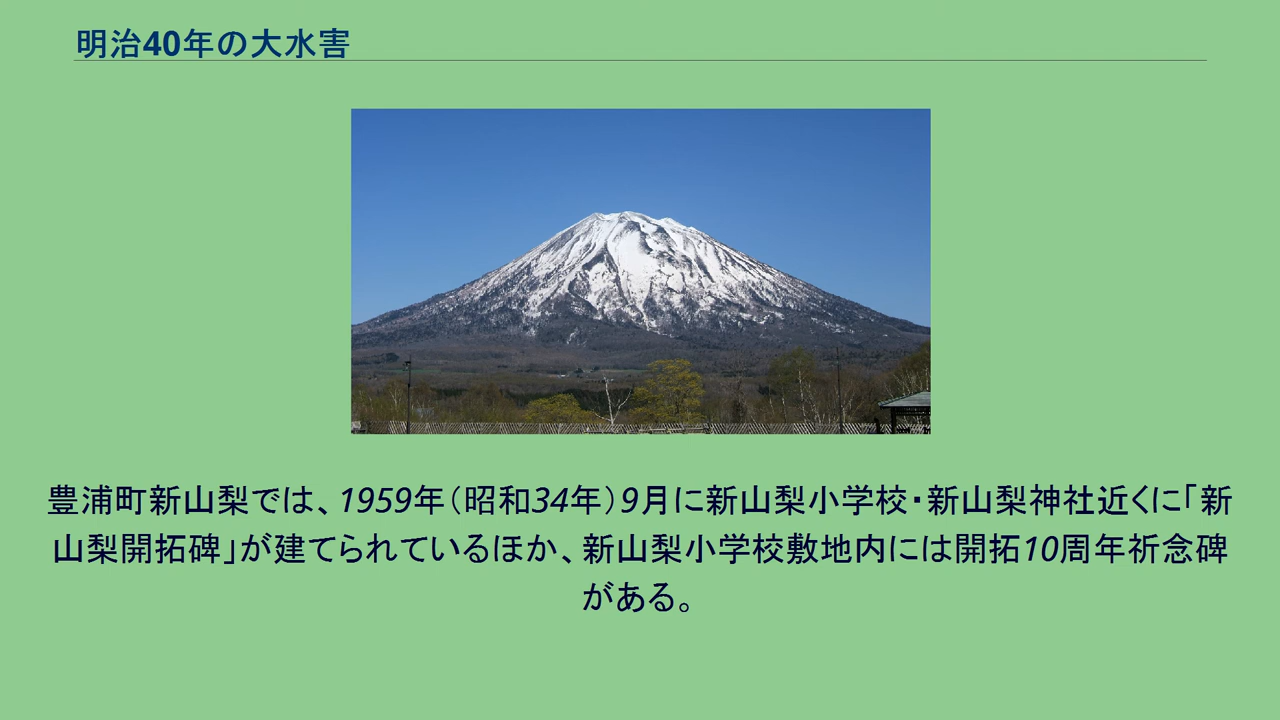 明治40年の大水害
豊浦町新山梨では、1959年（昭和34年）9月に新山梨小学校・新山梨神社近くに「新
山梨開拓碑」が建てられているほか、新山梨小学校敷地内には開拓10周年祈念碑
がある。